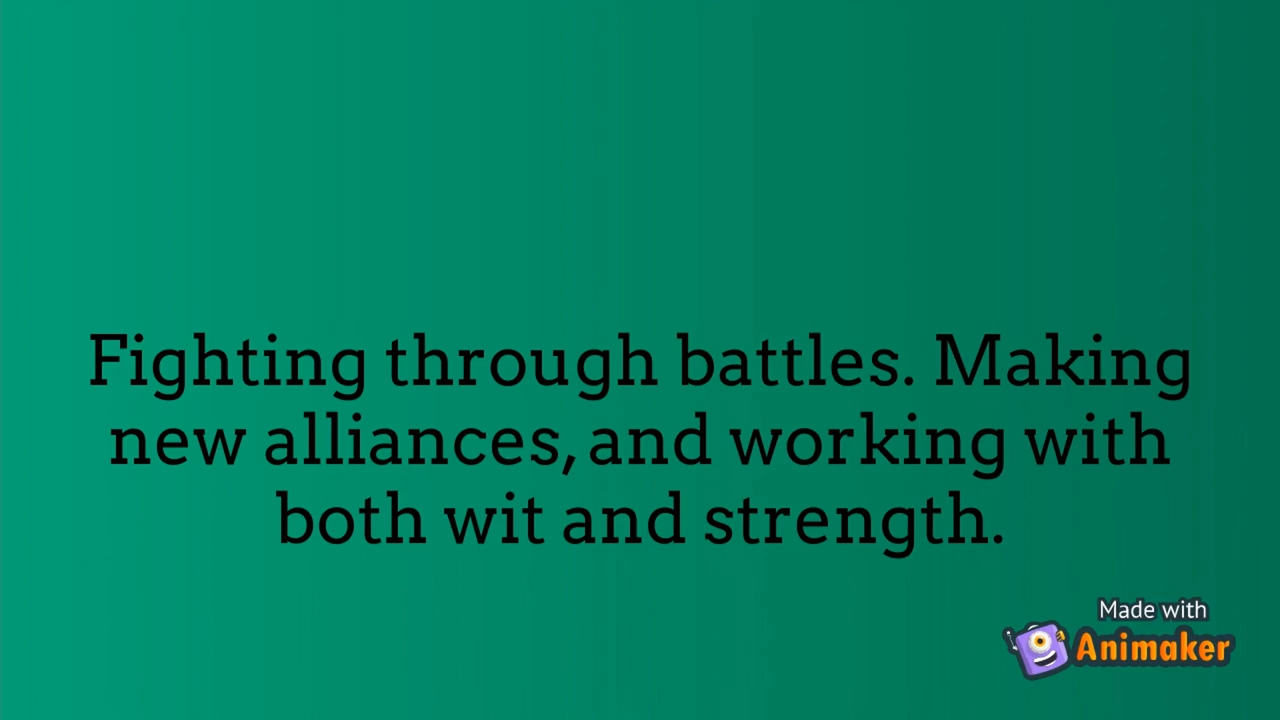 Fighting through battles. Making
new alliances, and working with
both wit and strength.
Made with
Animaker